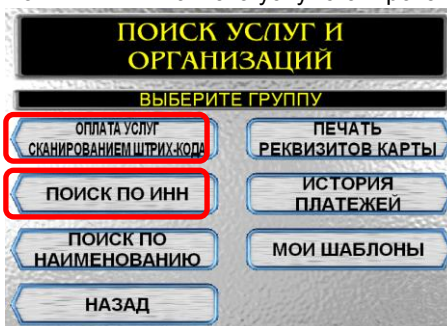 ПОИСК УСЛУГ И
ОРГАНИЗАЦИЙ
ВЫБЕРИТЕ ГРУППУ
ОПЛАТА УСЛУГ
СКАНИРОВАНИЕМ ШТРИХ-КОДА
ПЕЧАТЬ
РЕКВИЗИТОВ КАРТЫ
ПОИСК ПО ИНН
ИСТОРИЯ
ПЛАТЕЖЕЙ
ПОИСК ПО
НАИМЕНОВАНИЮ
МОИ ШАБЛОНЫ
НАЗАД